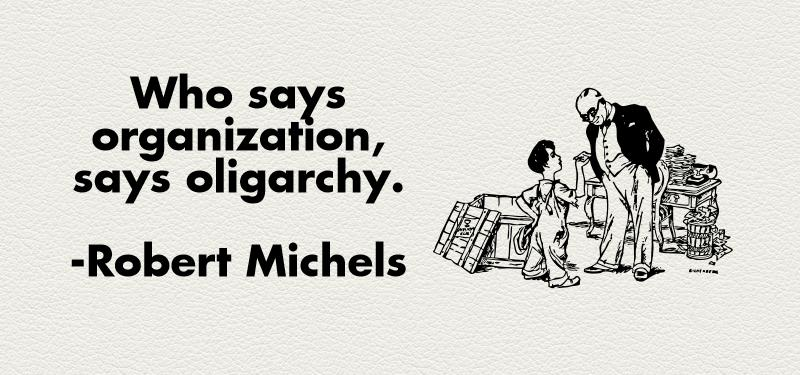 Who says
organization,
says oligarchy.
-Robert Michels